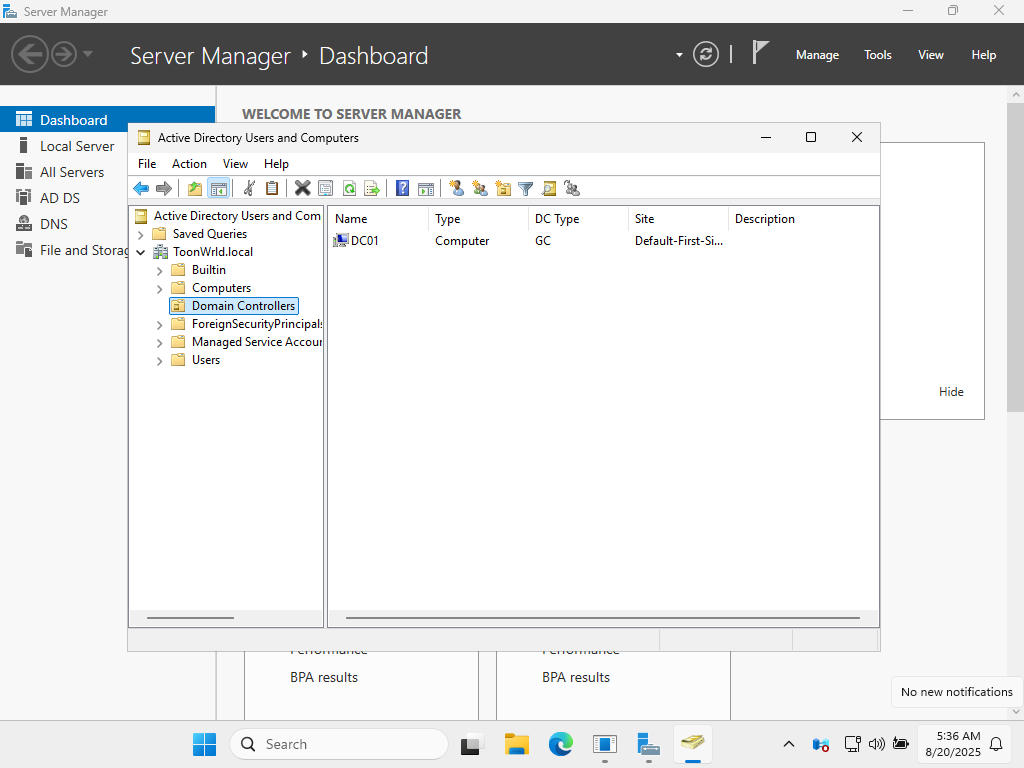 Server Manager
Server Manager ‣ Dashboard
Manage Tools View Help
WELCOME TO SERVER MANAGER
Dashboard
Local Server
All Servers
AD DS
DNS
File and Storag
Active Directory Users and Computers
File Action View Help
Active Directory Users and Com
Saved Queries
ToonWrld.local
Builtin
Computers
Domain Controllers
ForeignSecurityPrincipals
Managed Service Accour
Users
Name Type DC Type Site Description
DC01 Computer GC Default-First-Si...
Hide
Performance Performance
BPA results BPA results
No new notifications
Search
5:36 AM
8/20/2025